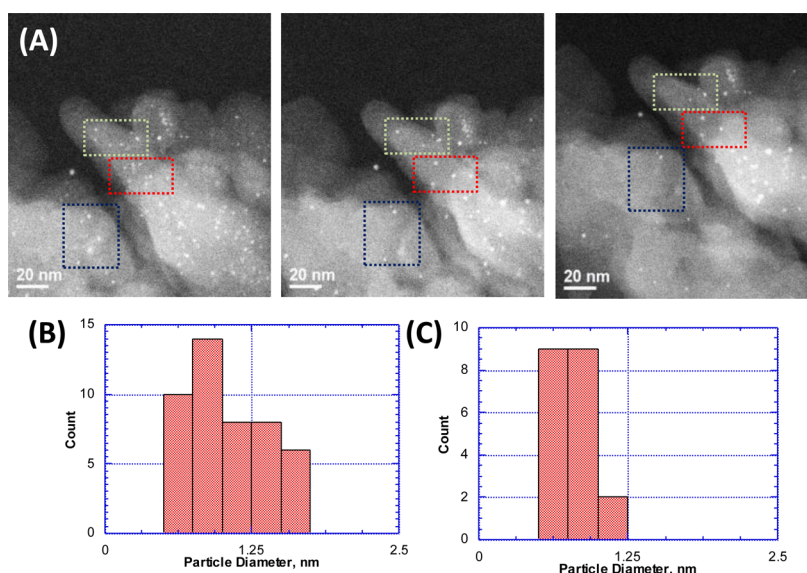 (A)
20 nm
20 nm
20 nm
(B)
15
10
5
0
Count
0
1.25
2.5
Particle Diameter, nm
(C)
10
8
6
4
2
0
Count
0
1.25
2.5
Particle Diameter, nm